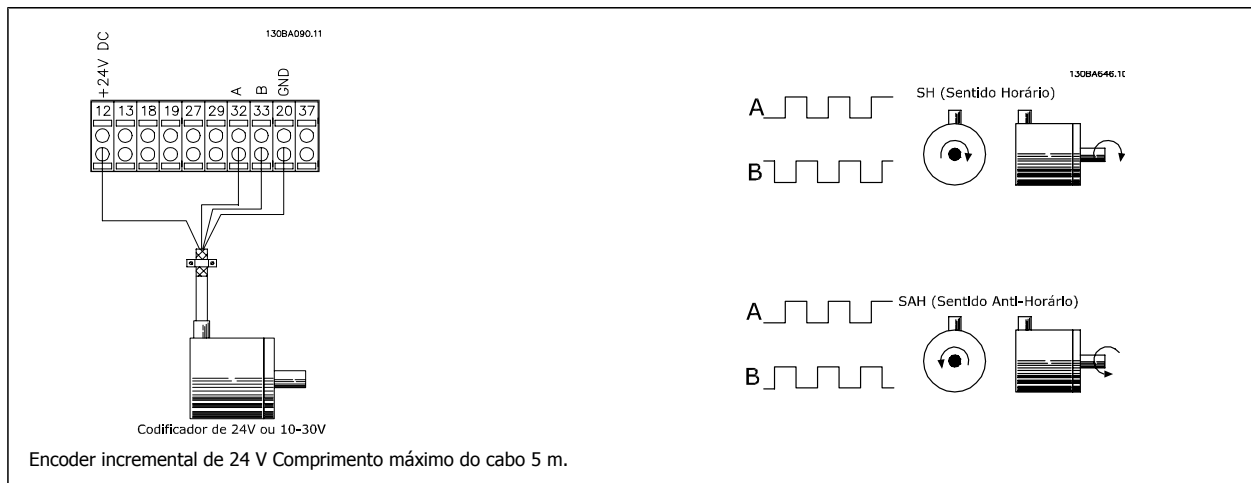 130BA090.11
+24V DC
A
B
GND
12 13 18 19 27 29 32 33 20 37
Codificador de 24V ou 10-30V
130BA646.10
A
SH (Sentido Horário)
B
A
SAH (Sentido Anti-Horário)
B
Encoder incremental de 24 V Comprimento máximo do cabo 5 m.